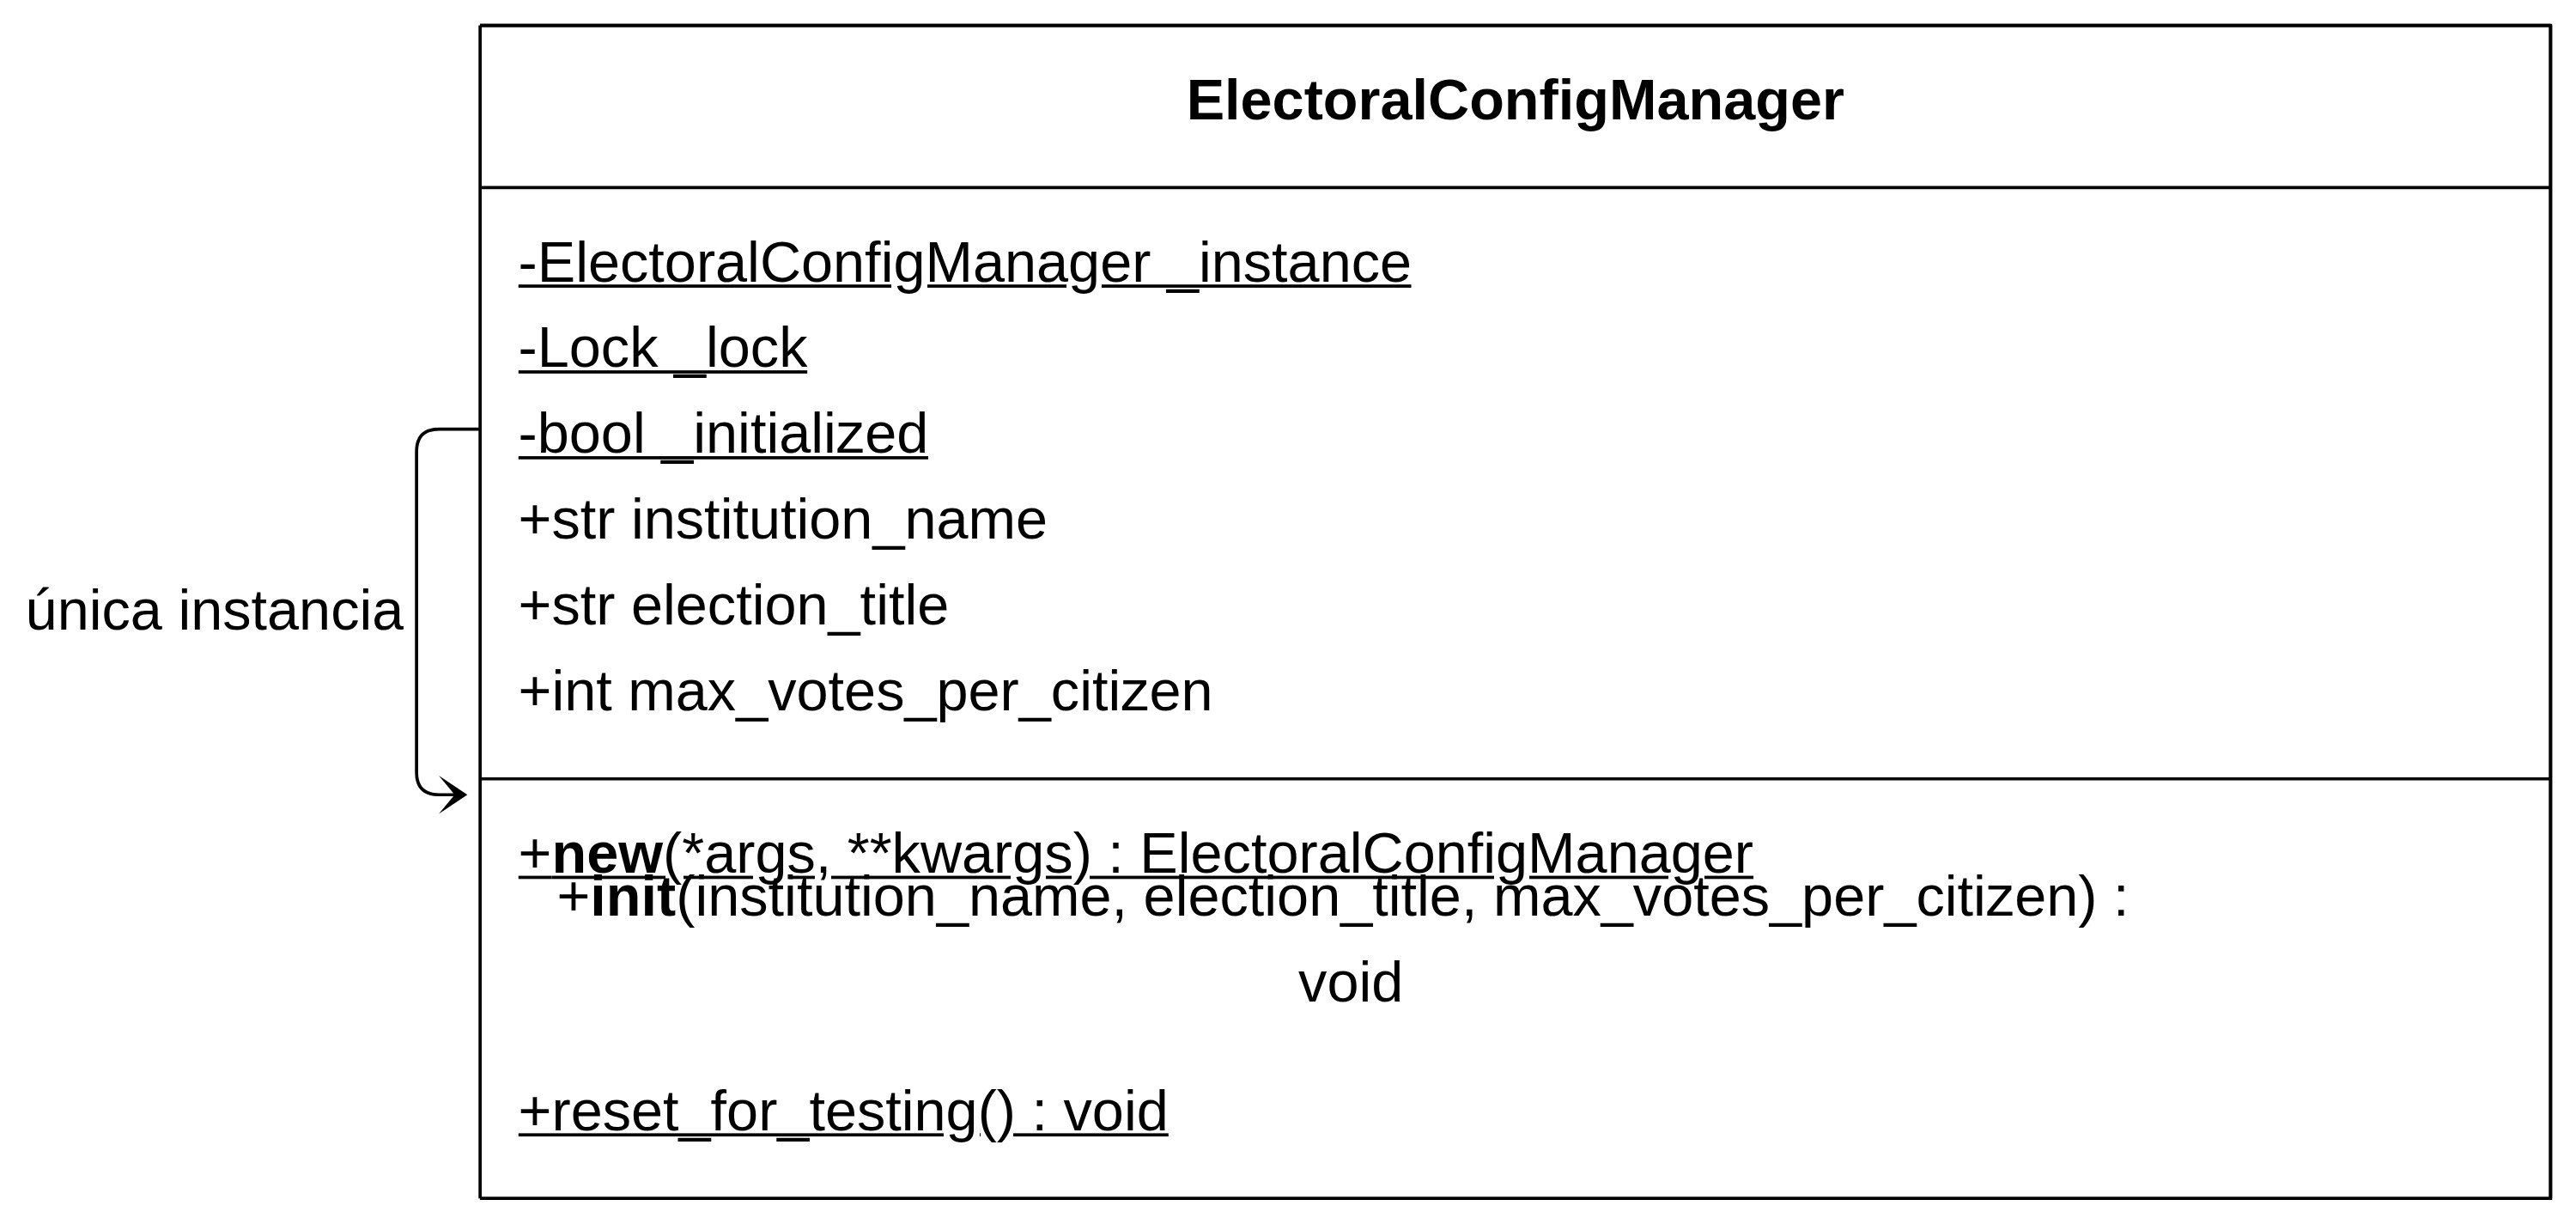 ElectoralConfigManager
-ElectoralConfigManager _instance
-Lock _lock
-bool _initialized
+str institution_name
+str election_title
+int max_votes_per_citizen
única instancia
+new(*args, **kwargs) : ElectoralConfigManager
+init(institution_name, election_title, max_votes_per_citizen) :
void
+reset_for_testing() : void